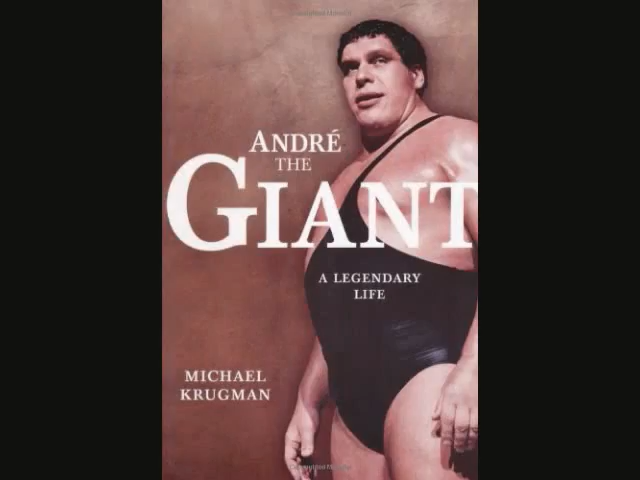 ANDRÉ
THE
GIANT
A LEGENDARY
LIFE
MICHAEL
KRUGMAN